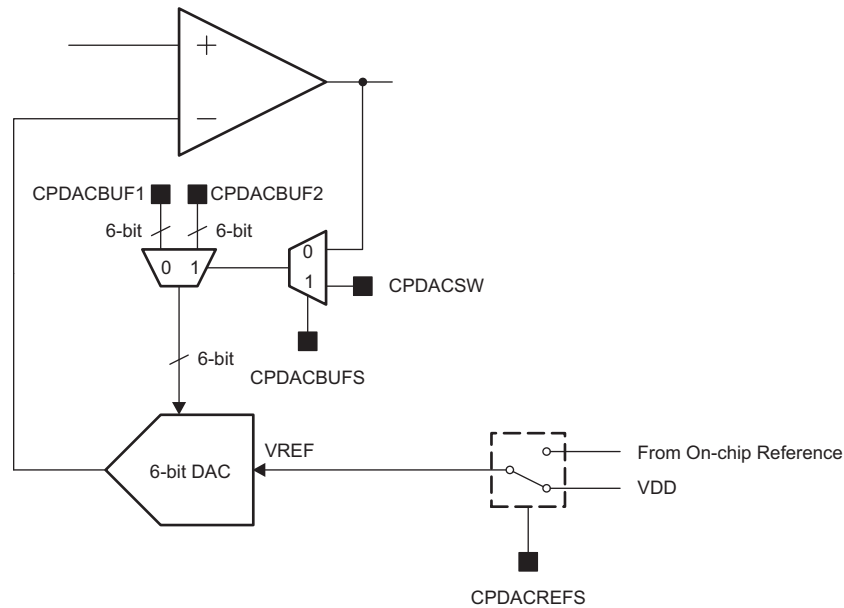 +
−
CPDACBUF1 CPDACBUF2
6-bit 6-bit
0 1
0
1
CPDACSW
CPDACBUFS
6-bit
6-bit DAC
VREF
From On-chip Reference
VDD
CPDACREFS